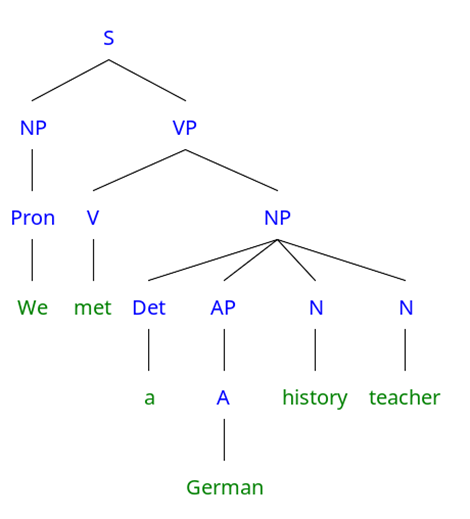 S
NP VP
Pron V NP
We met Det AP N N
a A history teacher
German